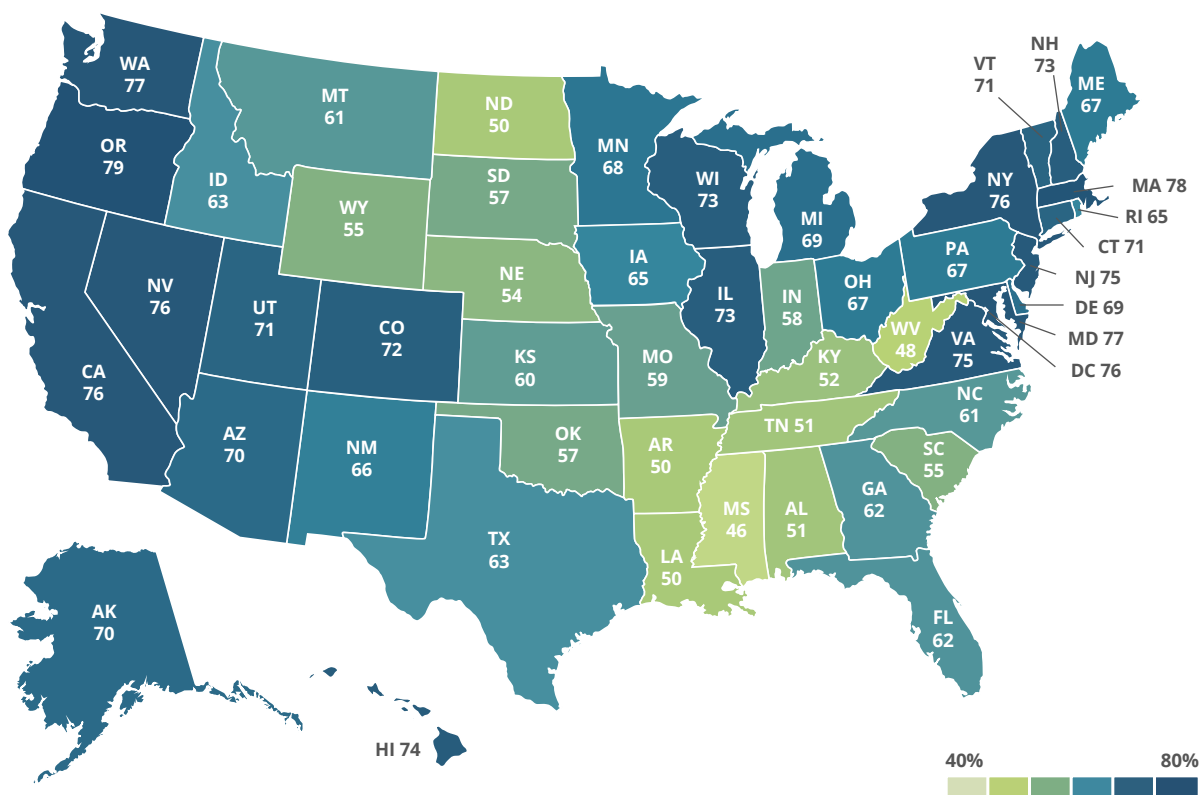 NH
73
VT
71
WA
77
ME
67
MT
61
ND
50
MN
68
OR
79
SD
57
WI
73
ID
63
NY
76
MA 78
WY
55
MI
69
RI 65
CT 71
IA
65
PA
67
NE
54
NJ 75
NV
76
OH
67
IL
73
IN
58
DE 69
UT
71
CO
72
WV
48
VA
75
MD 77
KS
60
MO
59
KY
52
DC 76
CA
76
NC
61
TN 51
AZ
70
NM
66
OK
57
AR
50
SC
55
GA
62
MS
46
AL
51
TX
63
LA
50
AK
70
FL
62
HI 74
40% 80%